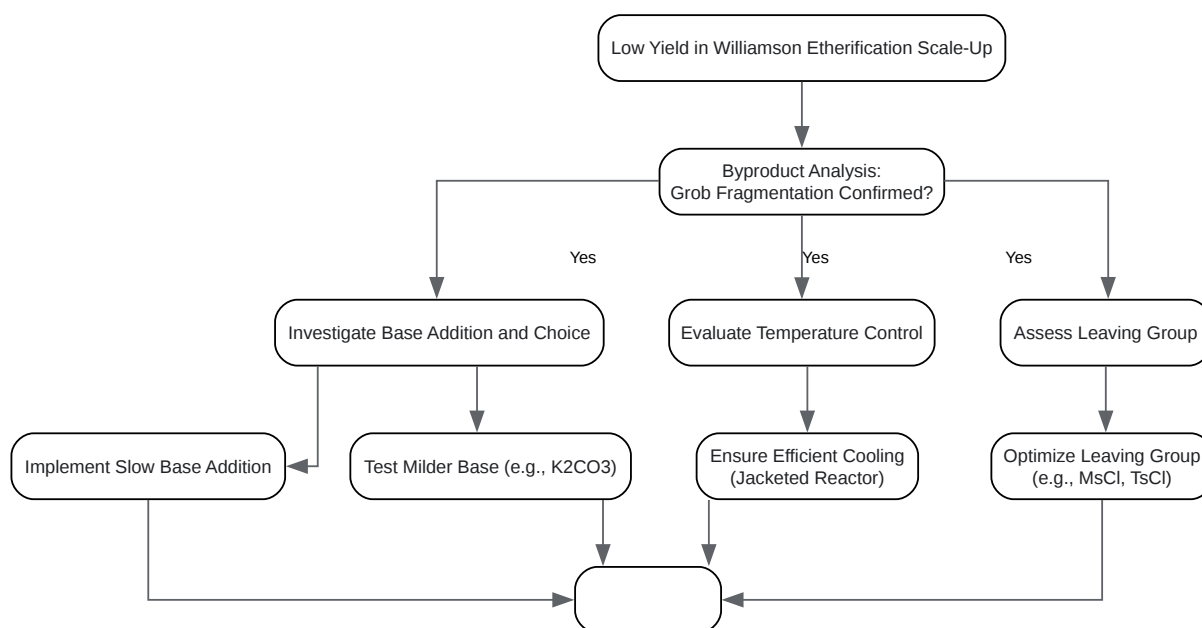 Low Yield in Williamson Etherification Scale-Up
Byproduct Analysis:
Grob Fragmentation Confirmed?
Yes
Yes
Yes
Investigate Base Addition and Choice
Evaluate Temperature Control
Assess Leaving Group
Implement Slow Base Addition
Test Milder Base (e.g., K2CO3)
Ensure Efficient Cooling
(Jacketed Reactor)
Optimize Leaving Group
(e.g., MsCl, TsCl)